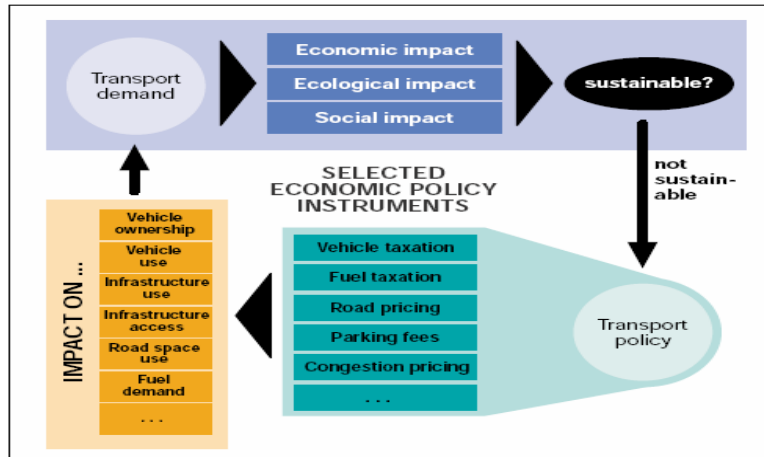 Transport
demand
Economic impact
Ecological impact
Social impact
sustainable?
not
sustain-
able
SELECTED
ECONOMIC POLICY
INSTRUMENTS
Vehicle taxation
Fuel taxation
Road pricing
Parking fees
Congestion pricing
. . .
Transport
policy
IMPACT ON ...
Vehicle
ownership
Vehicle
use
Infrastructure
use
Infrastructure
access
Road space
use
Fuel
demand
. . .